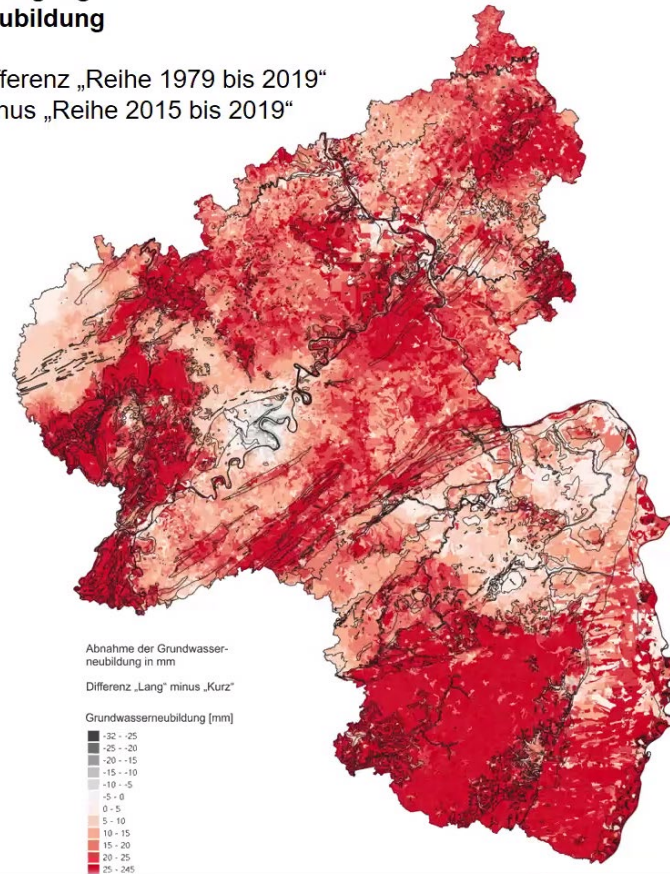 ubildung
fferenz „Reihe 1979 bis 2019“
nus „Reihe 2015 bis 2019“
Abnahme der Grundwasser-
neubildung in mm
Differenz „Lang“ minus „Kurz“
Grundwasserneubildung [mm]
-32 - -25
-25 - -20
-20 - -15
-15 - -10
-10 - -5
-5 - 0
0 - 5
5 - 10
10 - 15
15 - 20
20 - 25
25 - 245